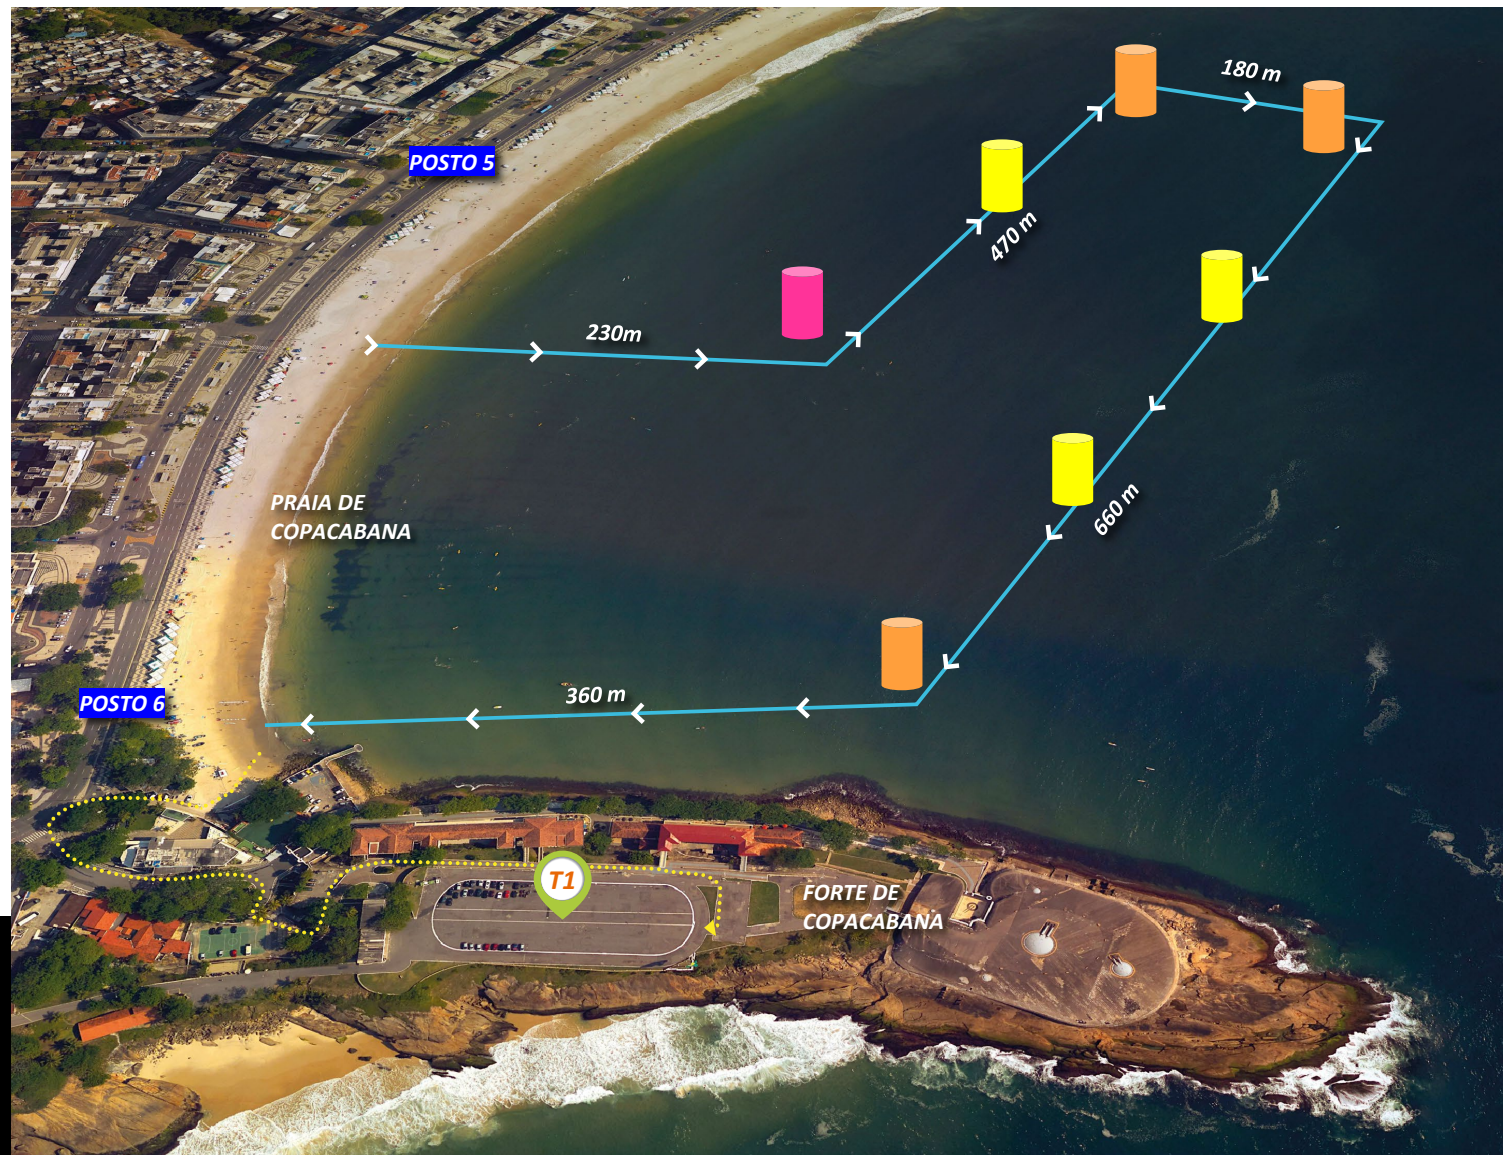 180 m
POSTO 5
470 m
230m
PRAIA DE
COPACABANA
660 m
POSTO 6
360 m
T1
FORTE DE
COPACABANA